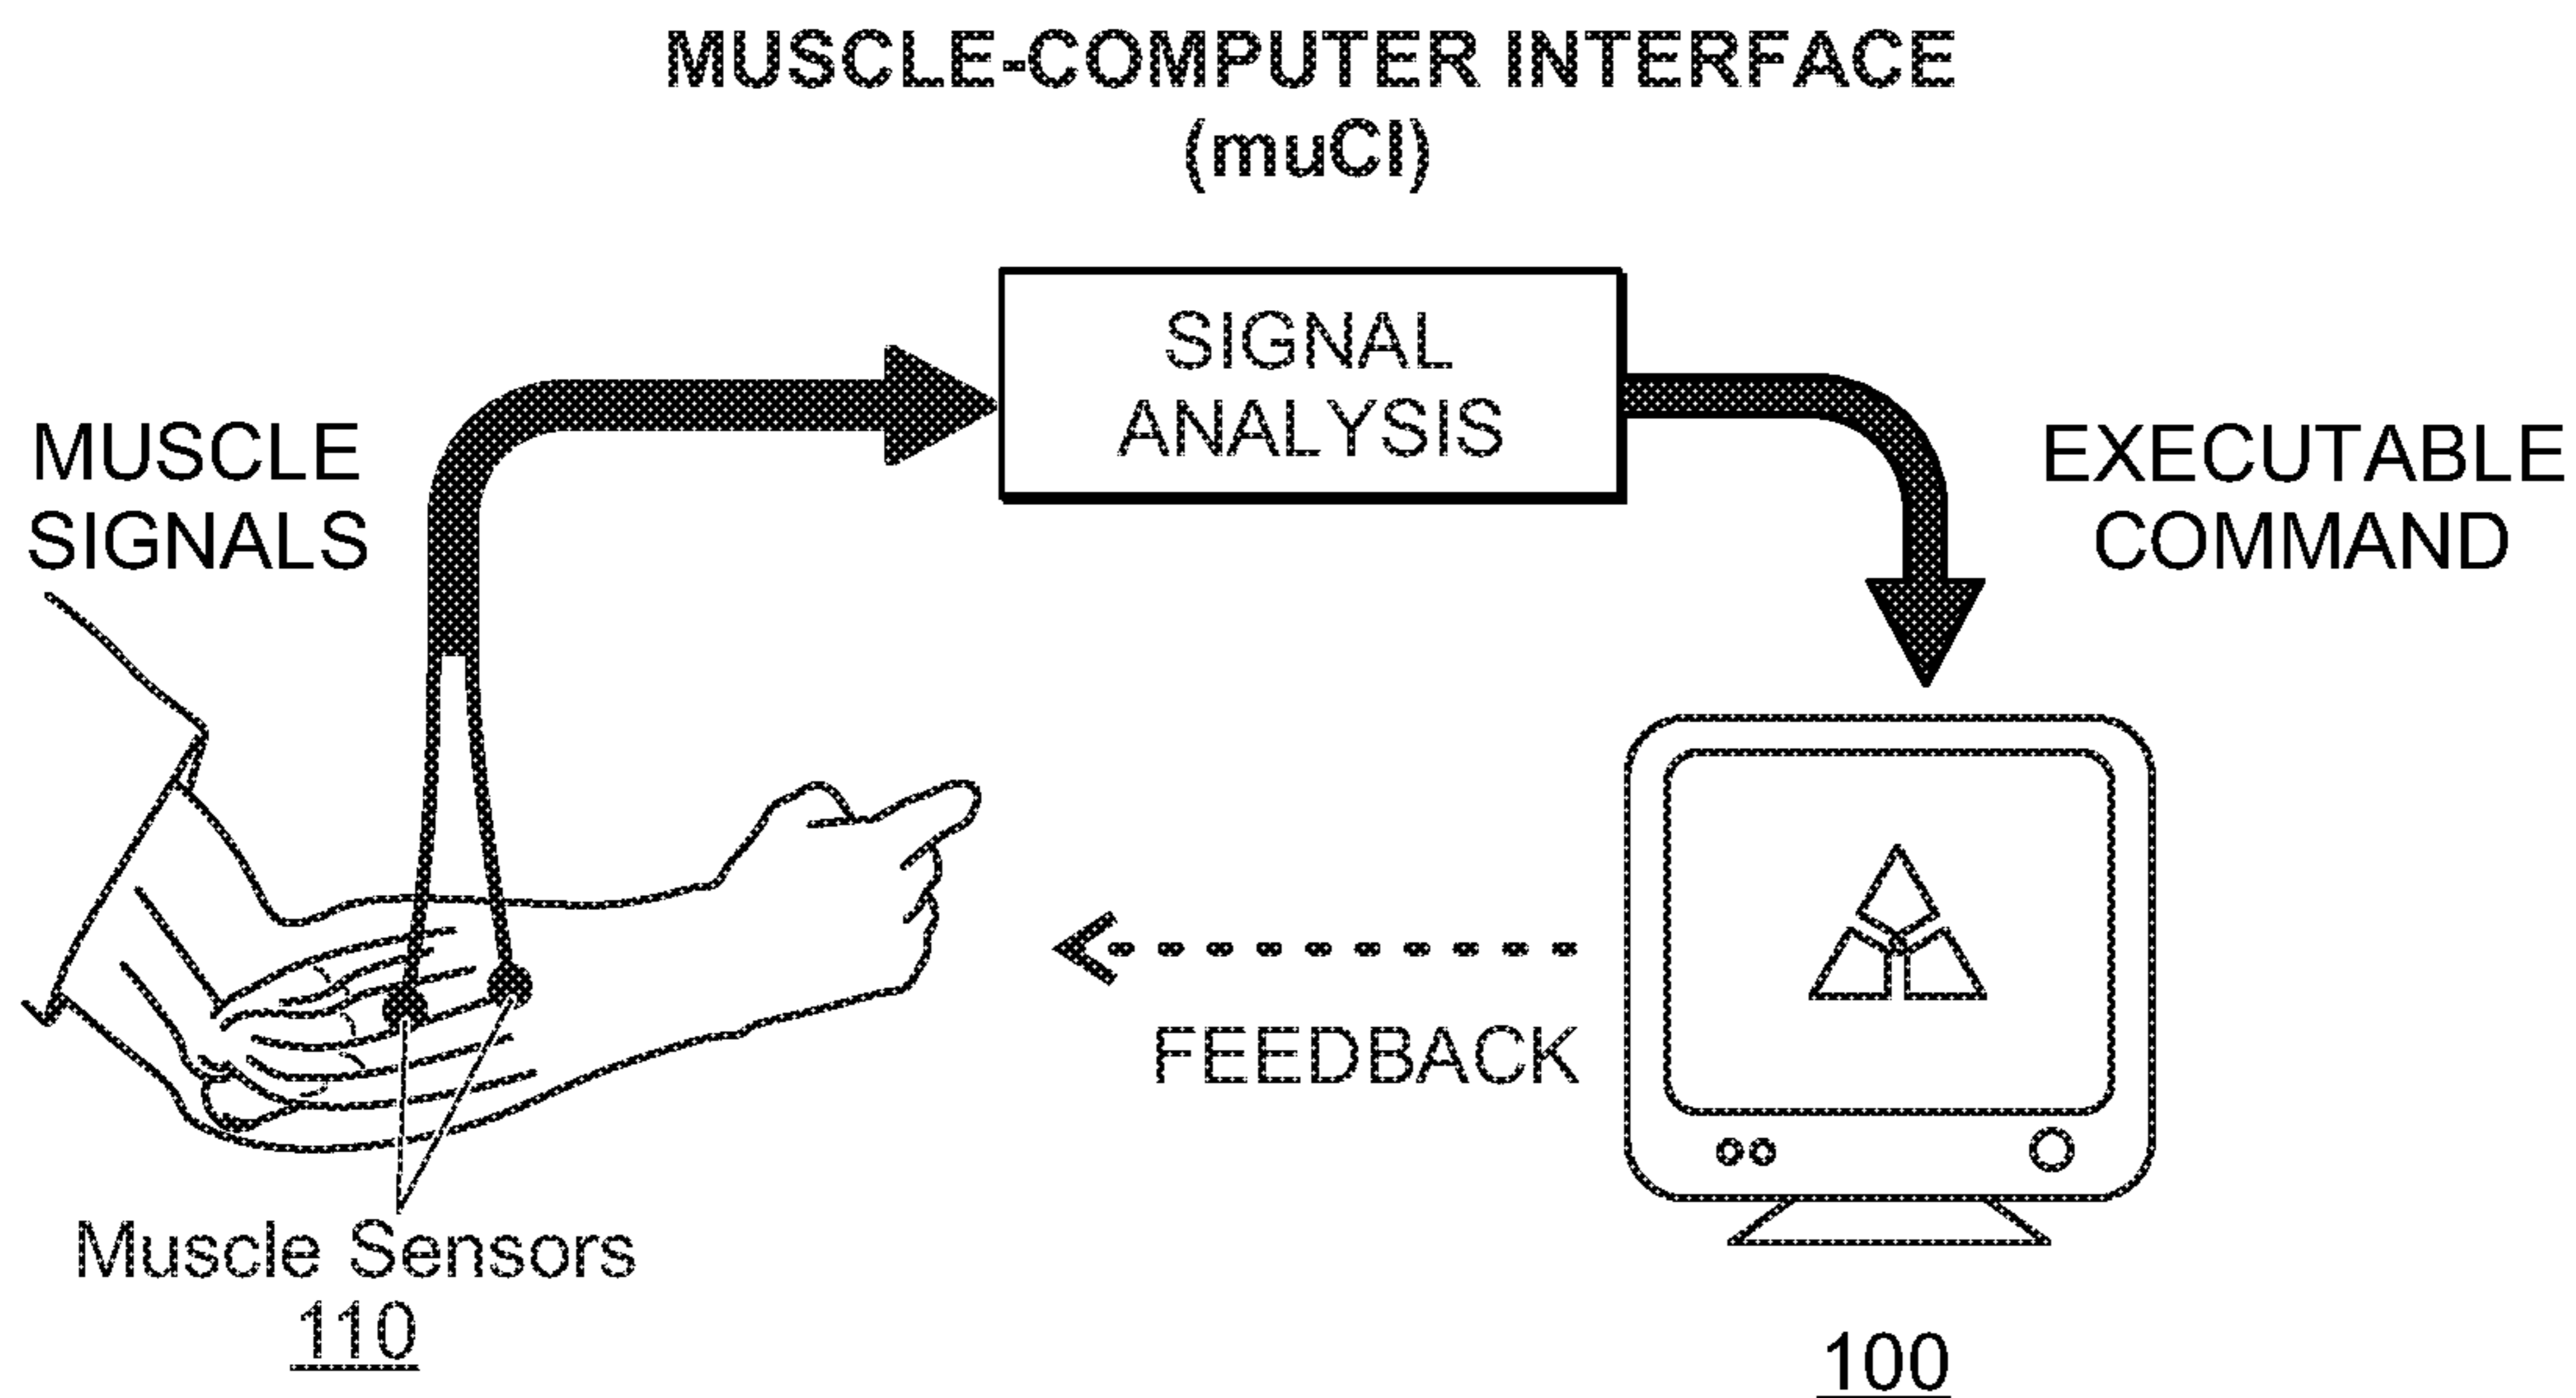 MUSCLE-COMPUTER INTERFACE
(muCI)
SIGNAL
ANALYSIS
MUSCLE
SIGNALS
EXECUTABLE
COMMAND
FEEDBACK
Muscle Sensors
110
100